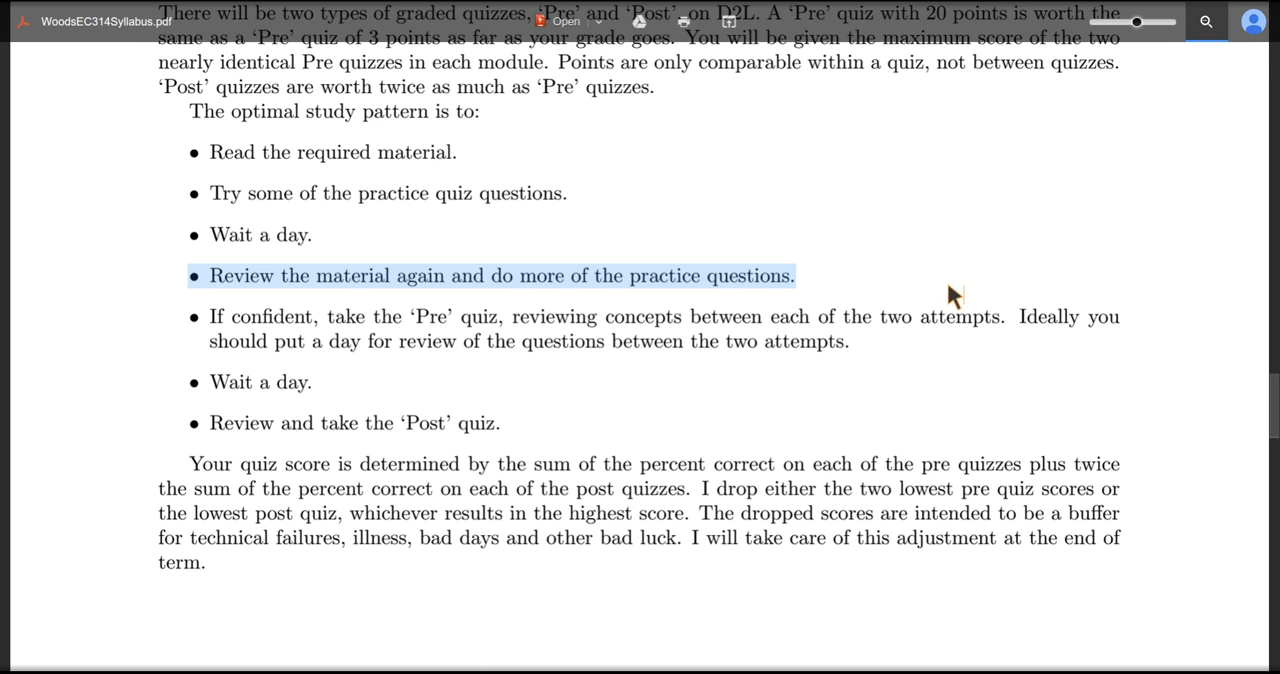 WoodsEC314Syllabus.pdf
Open
There will be two types of graded quizzes, ‘Pre’ and ‘Post’ on D2L. A ‘Pre’ quiz with 20 points is worth the
same as a ‘Pre’ quiz of 3 points as far as your grade goes. You will be given the maximum score of the two
nearly identical Pre quizzes in each module. Points are only comparable within a quiz, not between quizzes.
‘Post’ quizzes are worth twice as much as ‘Pre’ quizzes.
The optimal study pattern is to:
• Read the required material.
• Try some of the practice quiz questions.
• Wait a day.
• Review the material again and do more of the practice questions.
• If confident, take the ‘Pre’ quiz, reviewing concepts between each of the two attempts. Ideally you
should put a day for review of the questions between the two attempts.
• Wait a day.
• Review and take the ‘Post’ quiz.
Your quiz score is determined by the sum of the percent correct on each of the pre quizzes plus twice
the sum of the percent correct on each of the post quizzes. I drop either the two lowest pre quiz scores or
the lowest post quiz, whichever results in the highest score. The dropped scores are intended to be a buffer
for technical failures, illness, bad days and other bad luck. I will take care of this adjustment at the end of
term.